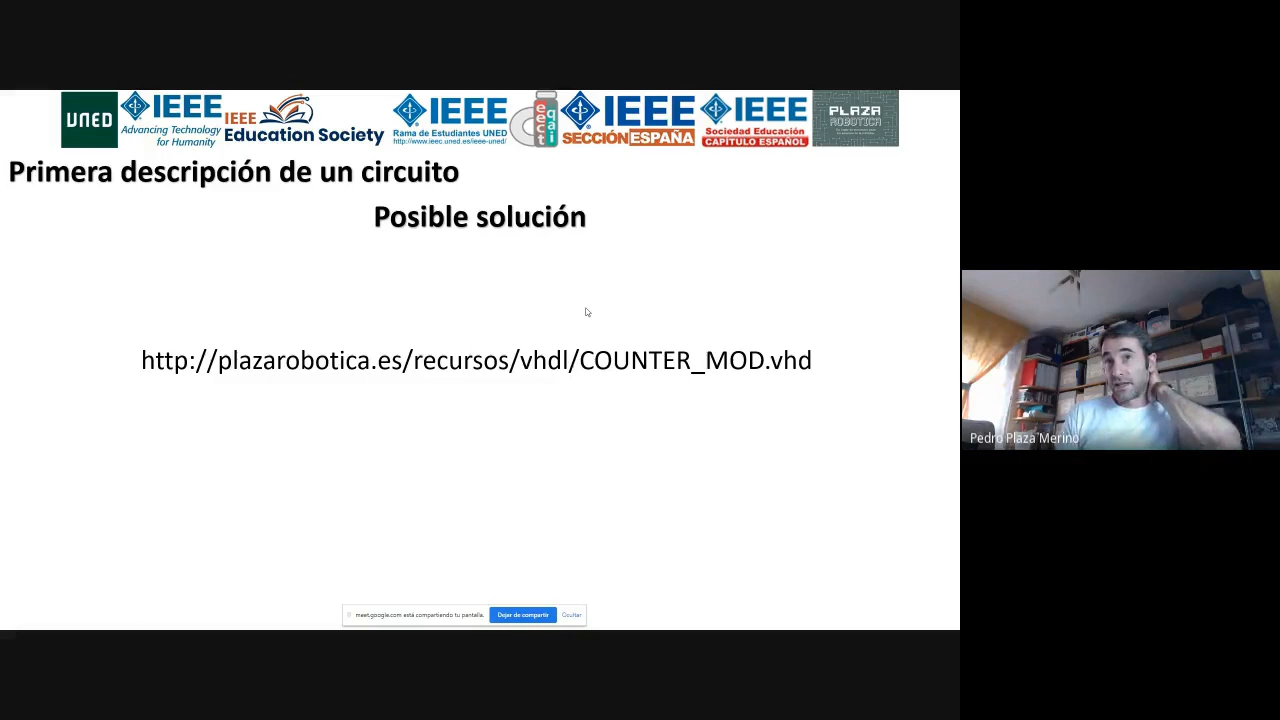 UNED
IEEE
Advancing Technology
for Humanity
IEEE
Education Society
IEEE
Rama de Estudiantes UNED
http://www.ieec.uned.es/ieee-uned/
IEEE
SECCIÓN ESPAÑA
IEEE
Sociedad Educación
CAPÍTULO ESPAÑOL
PLAZA
ROBOTICA
Primera descripción de un circuito
Posible solución
http://plazarobotica.es/recursos/vhdl/COUNTER_MOD.vhd
Pedro Plaza Merino
meet.google.com está compartiendo tu pantalla.
Dejar de compartir
Ocultar